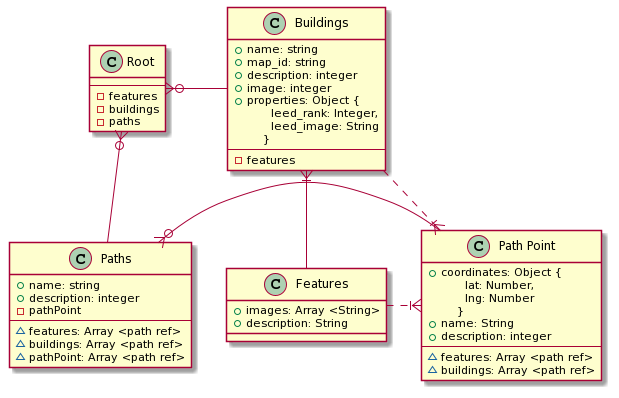 C Buildings
name: string
map_id: string
description: integer
image: integer
properties: Object {
leed_rank: Integer,
leed_image: String
}
features
C Root
features
buildings
paths
C Paths
name: string
description: integer
pathPoint
features: Array <path ref>
buildings: Array <path ref>
pathPoint: Array <path ref>
C Features
images: Array <String>
description: String
C Path Point
coordinates: Object {
lat: Number,
lng: Number
}
name: String
description: integer
features: Array <path ref>
buildings: Array <path ref>